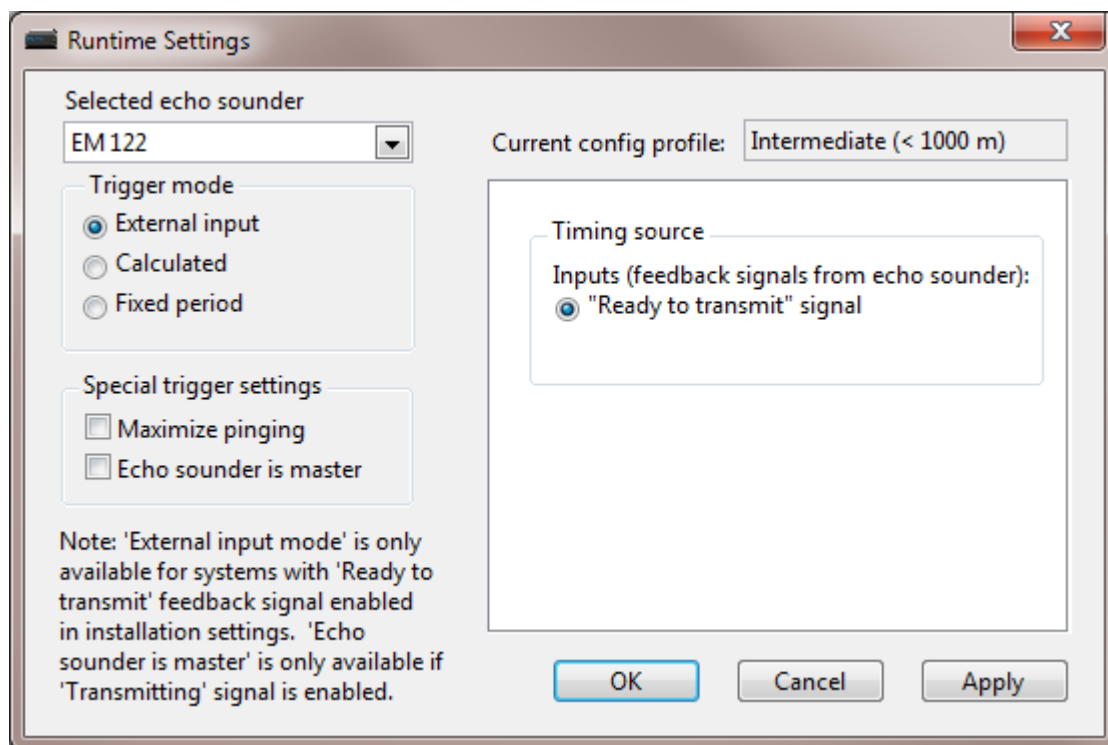 Runtime Settings
Selected echo sounder
EM 122
Current config profile: Intermediate (< 1000 m)
Trigger mode
External input
Calculated
Fixed period
Timing source
Inputs (feedback signals from echo sounder):
"Ready to transmit" signal
Special trigger settings
Maximize pinging
Echo sounder is master
Note: 'External input mode' is only
available for systems with 'Ready to
transmit' feedback signal enabled
in installation settings.  'Echo
sounder is master' is only available if
'Transmitting' signal is enabled.
OK
Cancel
Apply